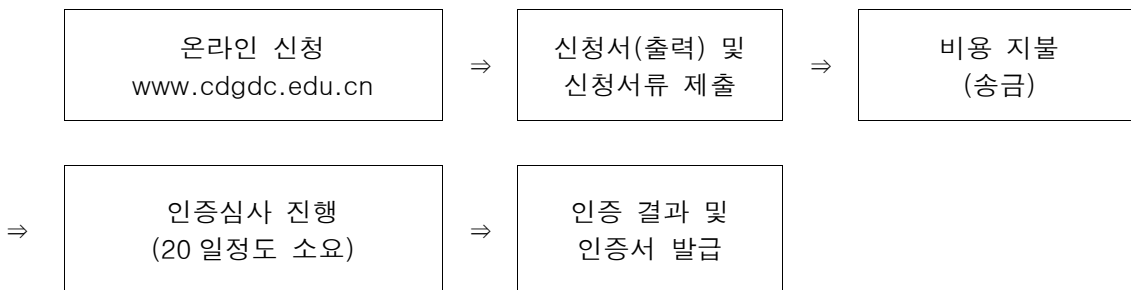 온라인 신청
www.cdgdc.edu.cn
⇒
신청서(출력) 및
신청서류 제출
⇒
비용 지불
(송금)
⇒
인증심사 진행
(20 일정도 소요)
⇒
인증 결과 및
인증서 발급